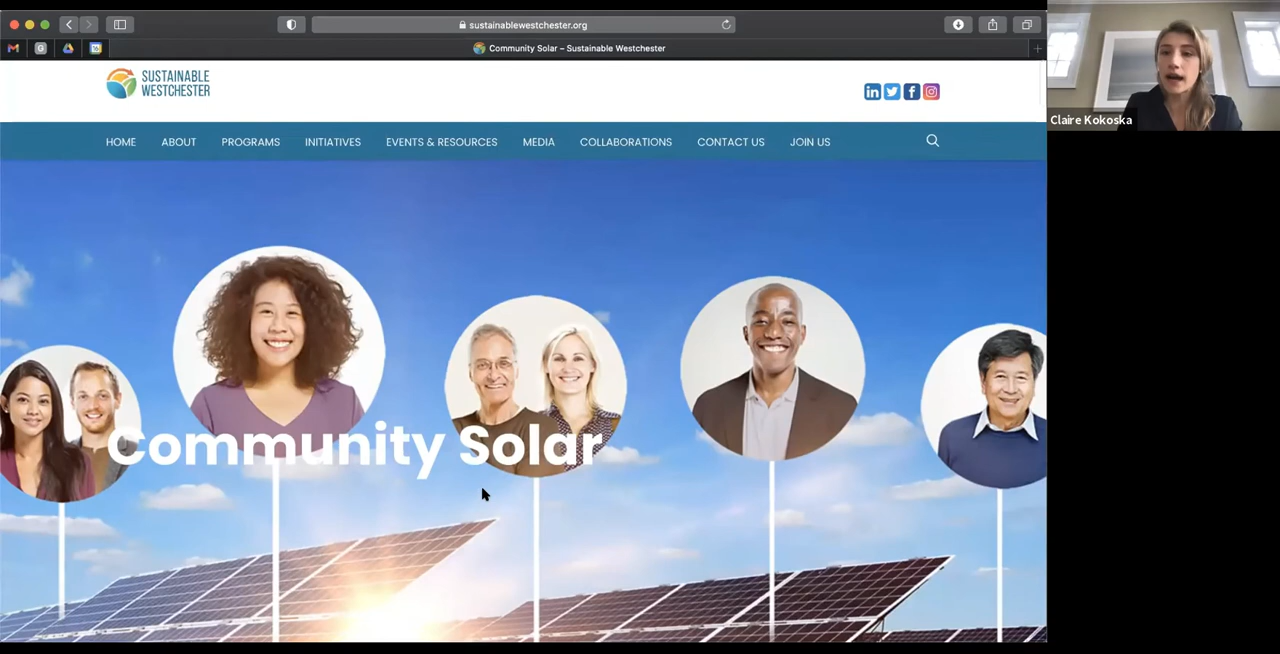 sustainablewestchester.org
Community Solar – Sustainable Westchester
SUSTAINABLE
WESTCHESTER
HOME ABOUT PROGRAMS INITIATIVES EVENTS & RESOURCES MEDIA COLLABORATIONS CONTACT US JOIN US
Community Solar
Claire Kokoska